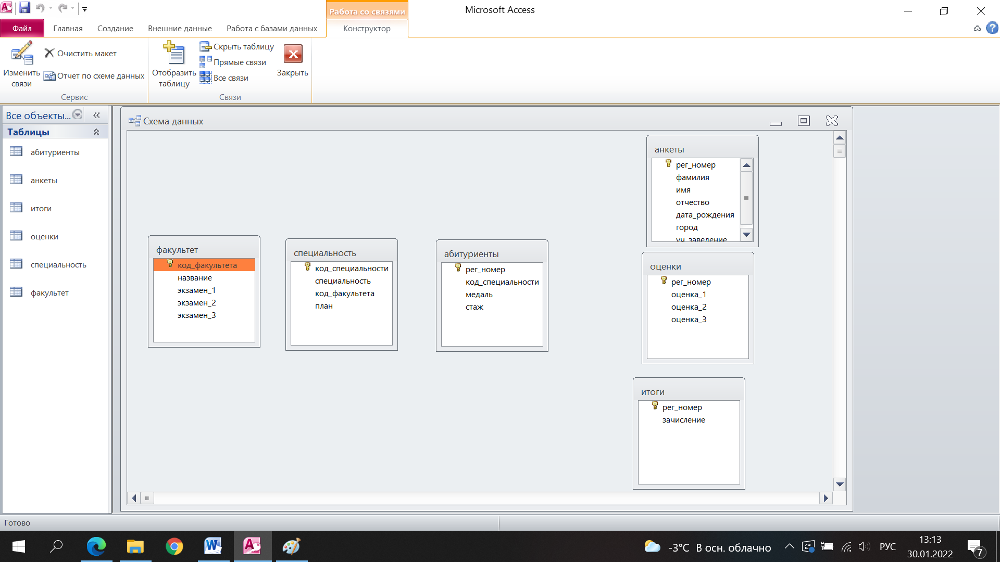 Microsoft Access
Работа со связями
Файл
Главная
Создание
Внешние данные
Работа с базами данных
Конструктор
Изменить
связи
Очистить макет
Отчет по схеме данных
Сервис
Отобразить
таблицу
Скрыть таблицу
Прямые связи
Все связи
Связи
Закрыть
Все объекты...
Таблицы
абитуриенты
анкеты
итоги
оценки
специальность
факультет
Схема данных
факультет
код_факультета
название
экзамен_1
экзамен_2
экзамен_3
специальность
код_специальности
специальность
код_факультета
план
абитуриенты
рег_номер
код_специальности
медаль
стаж
анкеты
рег_номер
фамилия
имя
отчество
дата_рождения
город
уч_заведение
оценки
рег_номер
оценка_1
оценка_2
оценка_3
итоги
рег_номер
зачисление
Готово
-3°C В осн. облачно
РУС
13:13
30.01.2022
7